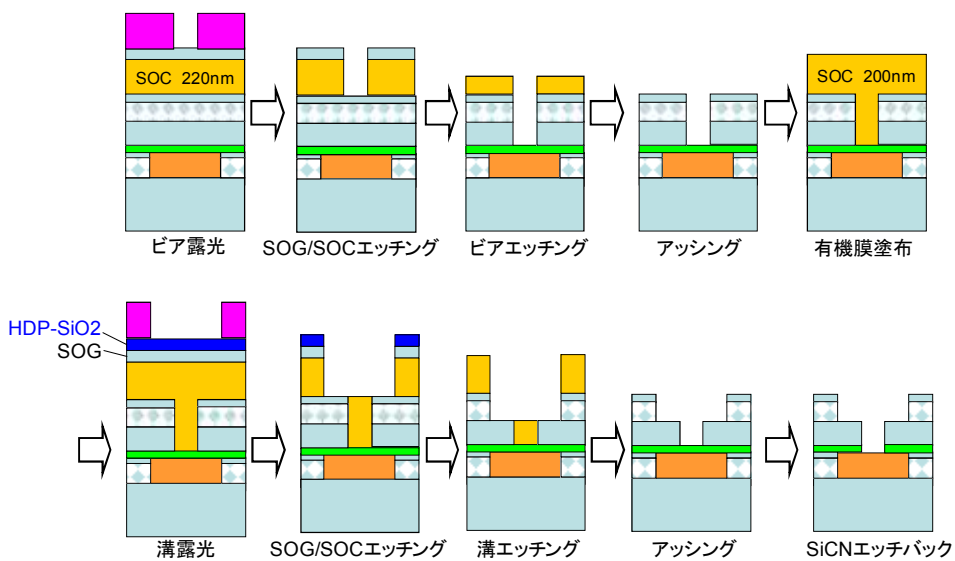 SOC 220nm
SOC 200nm
ビア露光
SOG/SOCエッチング
ビアエッチング
アッシング
有機膜塗布
HDP-SiO2
SOG
溝露光
SOG/SOCエッチング
溝エッチング
アッシング
SiCNエッチバック